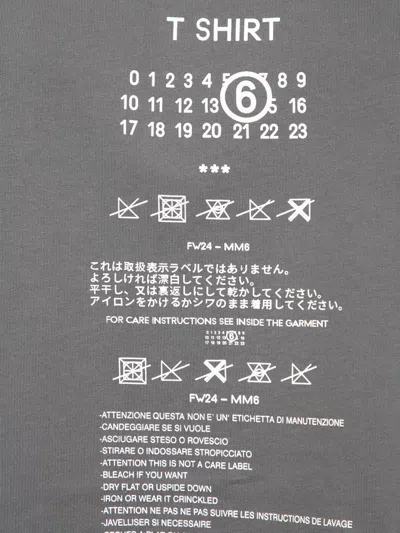 T SHIRT
0 1 2 3 4 5 6 7 8 9
10 11 12 13 5 16
17 18 19 20 21 22 23
***
FW24 - MM6
これは取扱表示ラベルではありません。
よろしければ漂白してください。
平干し、又は裏返しにして乾かしてください。
アイロンをかけるかシワのまま着用してください。
FOR CARE INSTRUCTIONS SEE INSIDE THE GARMENT
6
FW24 - MM6
-ATTENZIONE QUESTA NON E' UN' ETICHETTA DI MANUTENZIONE
-CANDEGGIARE SE SI VUOLE
-ASCIUGARE STESO O ROVESCIO
-STIRARE O INDOSSARE STROPICCIATO
-ATTENTION THIS IS NOT A CARE LABEL
-BLEACH IF YOU WANT
-DRY FLAT OR USPIDE DOWN
-IRON OR WEAR IT CRINCKLED
-ATTENTION NE PAS NE PAS SUIVRE LES INSTRUCTIONS DE LAVAGE
-JAVELLISER SI NECESSAIRE